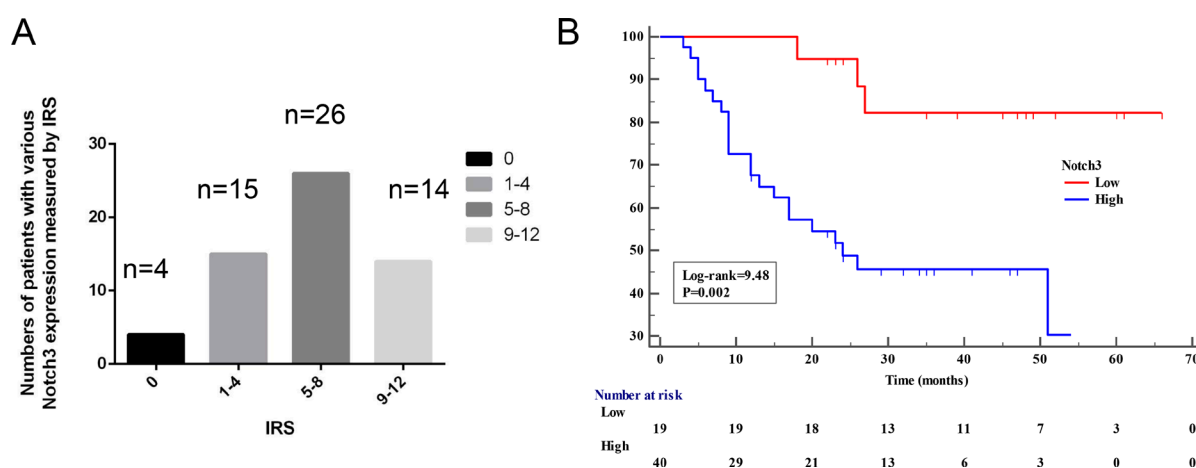 A
Numbers of patients with various
Notch3 expression measured by IRS
30
20
10
0
n=4
n=15
n=26
n=14
0
1-4
5-8
9-12
IRS
0
1-4
5-8
9-12
B
100
90
80
70
60
50
40
30
Notch3
Low
High
Log-rank=9.48
P=0.002
0 10 20 30 40 50 60 70
Time (months)
Number at risk
Low
19 19 18 13 11 7 3 0
High
40 29 21 13 6 3 0 0